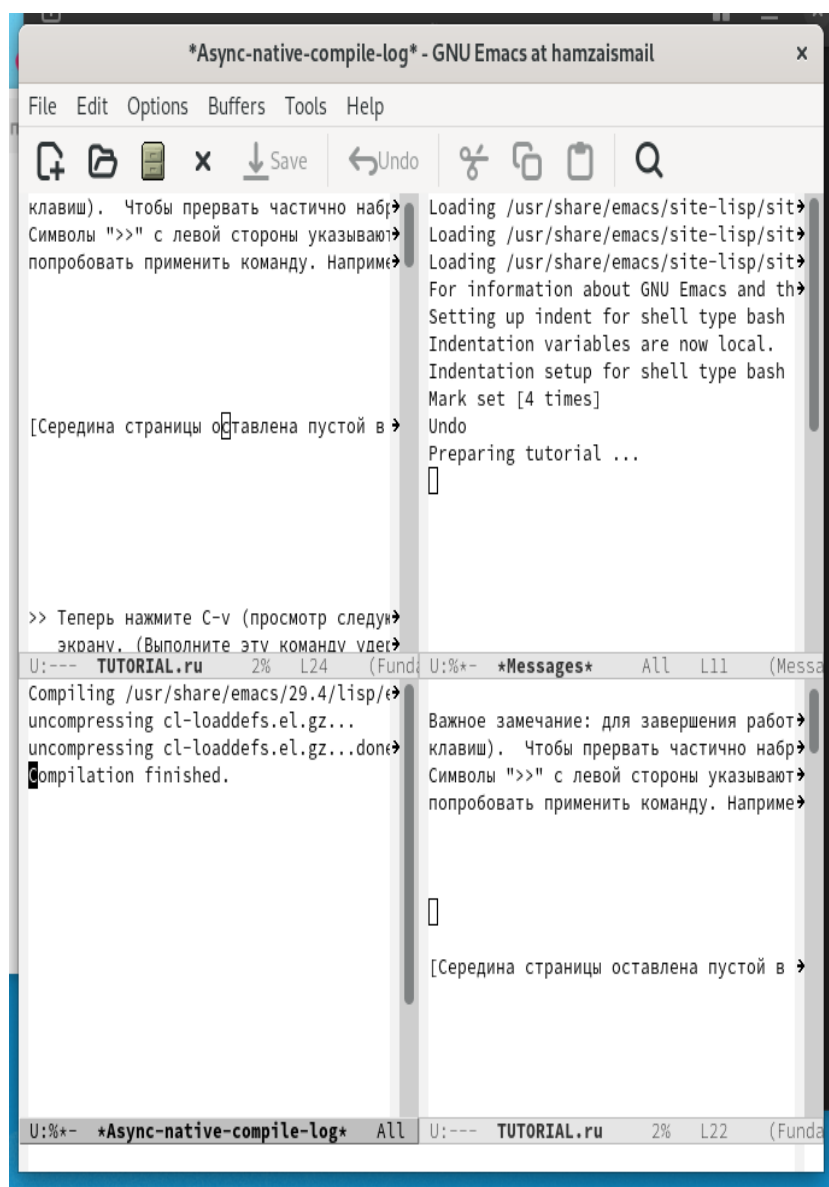 *Async-native-compile-log* - GNU Emacs at hamzaismail
File Edit Options Buffers Tools Help
Save Undo
клавиш). Чтобы прервать частично
Символы ">>" с левой стороны
попробовать применить команду.
[Середина страницы оставлена пустой в
>> Теперь нажмите C-v (просмотр
экрану. (Выполните эту команду
U:--- TUTORIAL.ru 2% L24
Loading /usr/share/emacs/site-lisp/sit
Loading /usr/share/emacs/site-lisp/sit
Loading /usr/share/emacs/site-lisp/sit
For information about GNU Emacs and th
Setting up indent for shell type bash
Indentation variables are now local.
Indentation setup for shell type bash
Mark set [4 times]
Undo
Preparing tutorial ...
U:%*- *Messages* All L11 (Messa
Compiling /usr/share/emacs/29.4/lisp/
uncompressing cl-loaddefs.el.gz...
uncompressing cl-loaddefs.el.gz...done
Compilation finished.
U:%*- *Async-native-compile-log* All
Важное замечание: для завершения работ
клавиш). Чтобы прервать частично набр
Символы ">>" с левой стороны указывают
попробовать применить команду. Наприме
[Середина страницы оставлена пустой в
U:--- TUTORIAL.ru 2% L22 (Funda